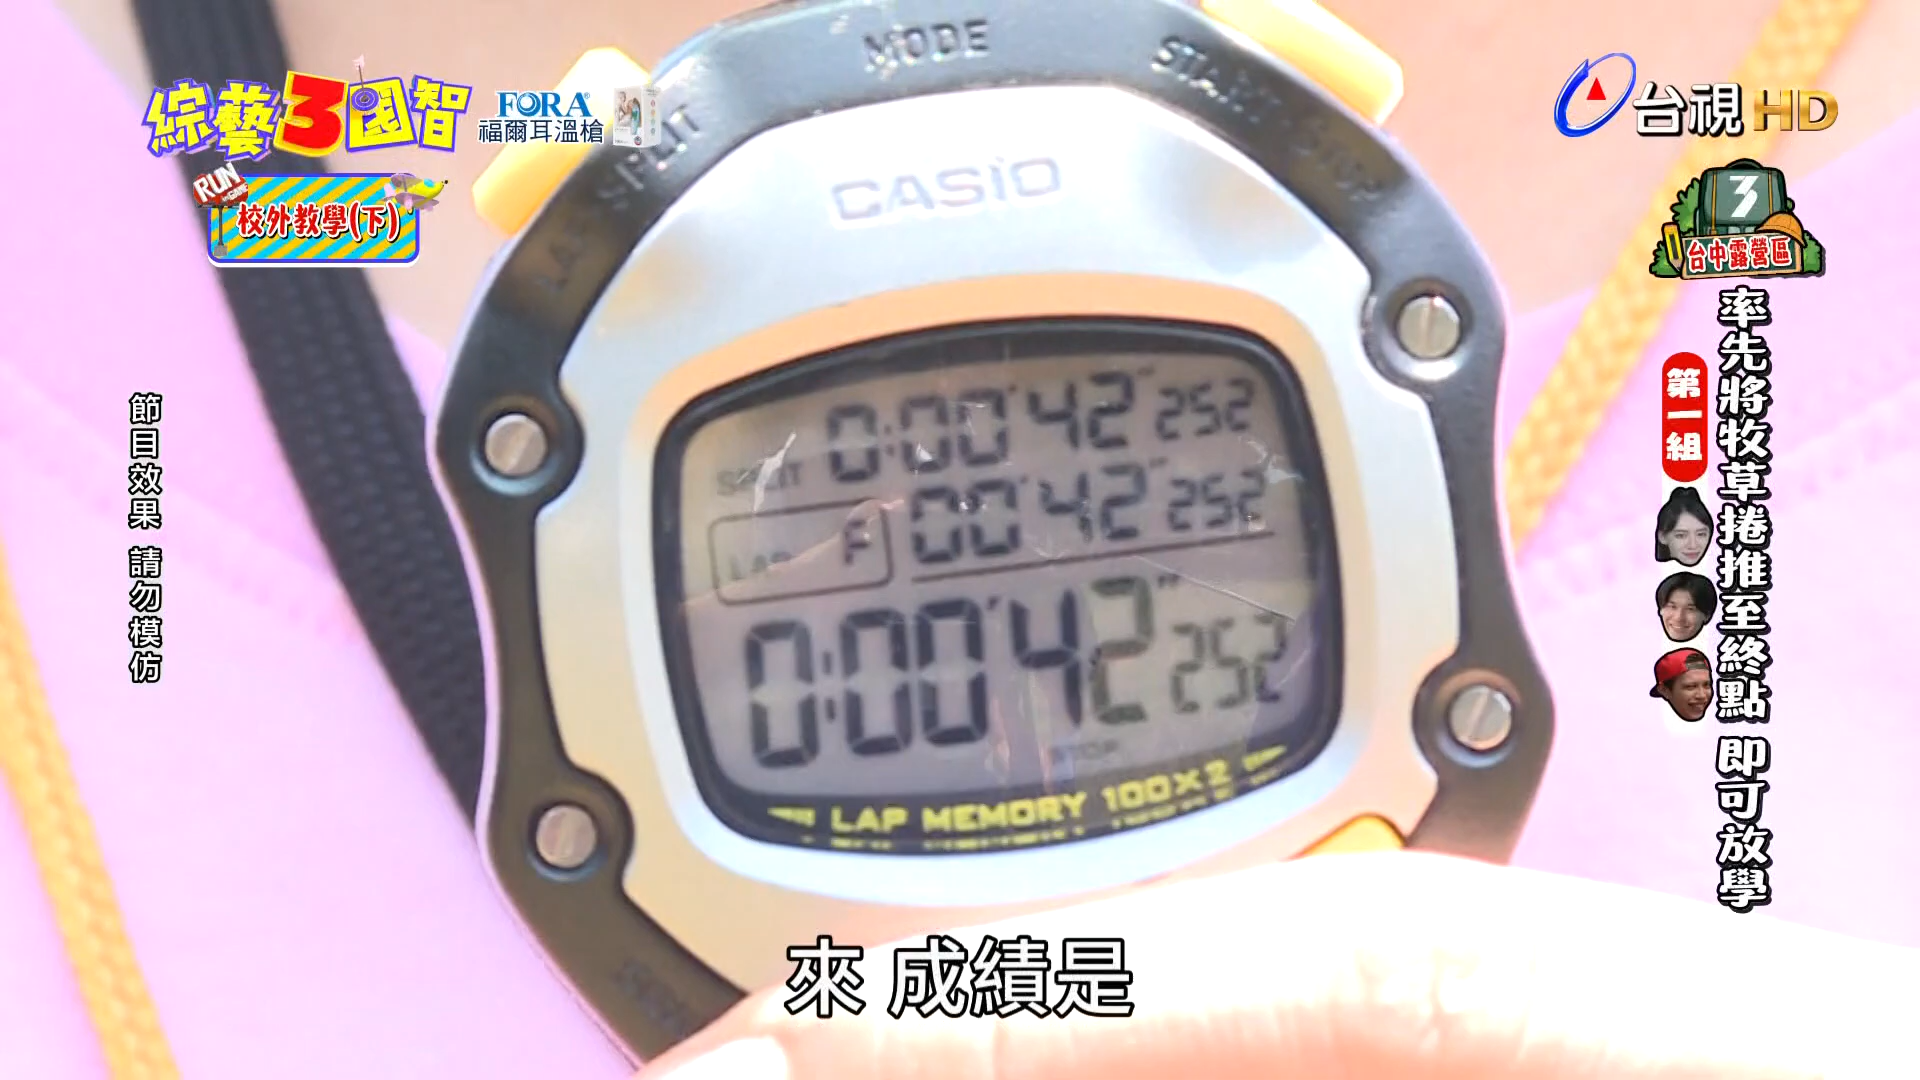 綜藝3國智
FORA
福爾耳溫槍
RUN
校外教學(下)
台視 HD
3
台中露營區
率先將牧草捲推至終點 即可放學
第一組
節目效果 請勿模仿
MODE
CASIO
SPLIT 0:00'42"252
LAP F 00'42"252
0:00'42"252
STOP
LAP MEMORY 100×2
來 成績是